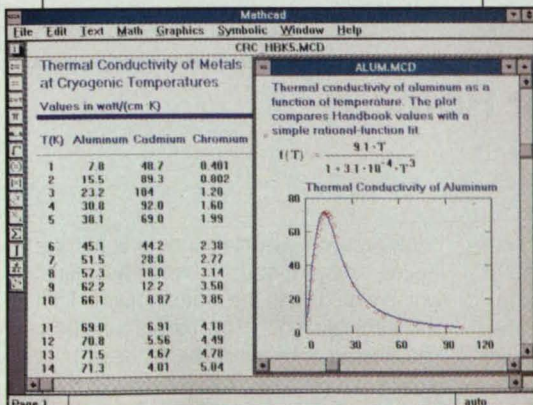 Mathcad
File Edit Text Math Graphics Symbolic Window Help
CRC_HBK5.MCD
Thermal Conductivity of Metals
at Cryogenic Temperatures
Values in watt/(cm·K)
T(K) Aluminum Cadmium Chromium
1 7.8 48.7 0.401
2 15.5 89.3 0.802
3 23.2 104 1.20
4 30.8 92.0 1.60
5 38.1 69.0 1.99
6 45.1 44.2 2.38
7 51.5 28.0 2.77
8 57.3 18.0 3.14
9 62.2 12.2 3.50
10 66.1 8.87 3.85
11 69.0 6.91 4.18
12 70.8 5.56 4.49
13 71.5 4.67 4.78
14 71.3 4.01 5.04
ALUM.MCD
Thermal conductivity of aluminum as a
function of temperature. The plot
compares Handbook values with a
simple rational-function fit.
f(T) = 9.1·T
1 + 3.1·10^-4·T^3
Thermal Conductivity of Aluminum
80
60
40
20
0
0 30 60 90 120
Page 1 auto